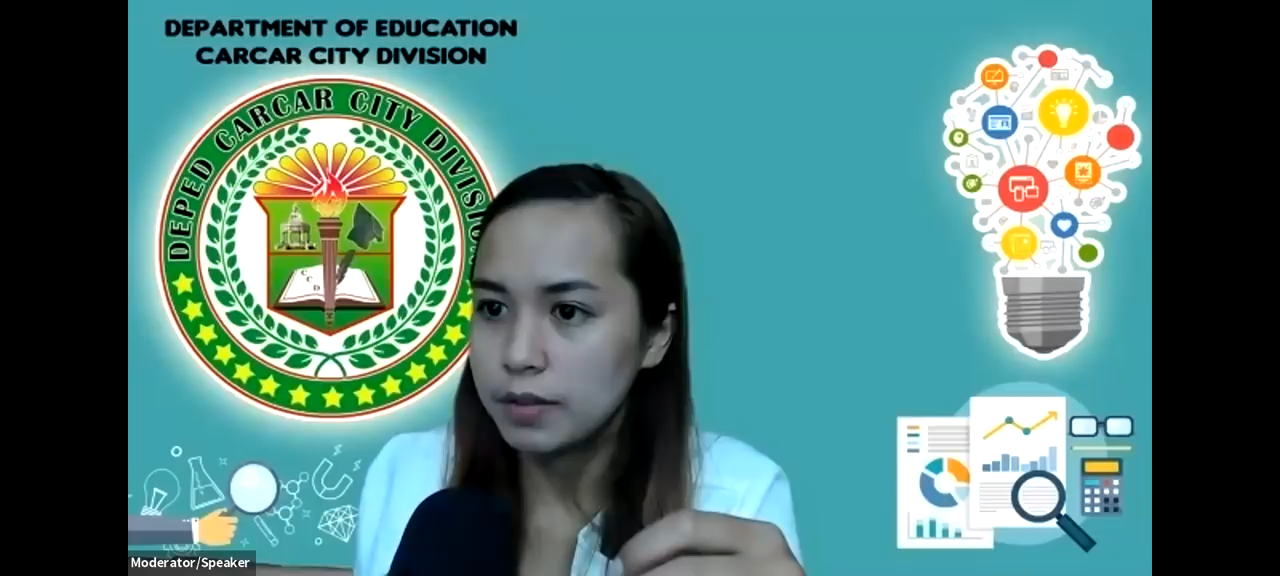 DEPARTMENT OF EDUCATION
CARCAR CITY DIVISION
DEPED CARCAR CITY DIVISION
C
C
D
Moderator/Speaker